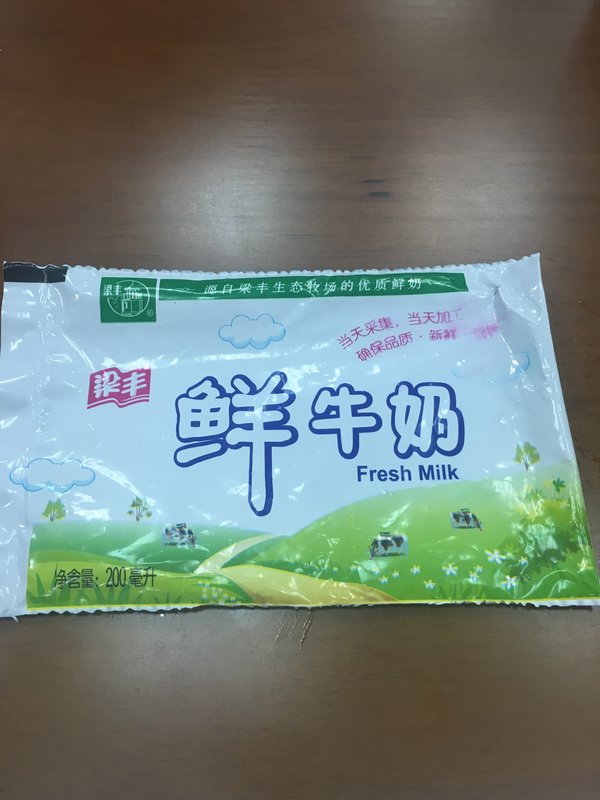 梁丰
源自梁丰生态牧场的优质鲜奶
当天采集，当天加工
确保品质·新鲜
梁丰
鲜牛奶
Fresh Milk
净含量：200毫升